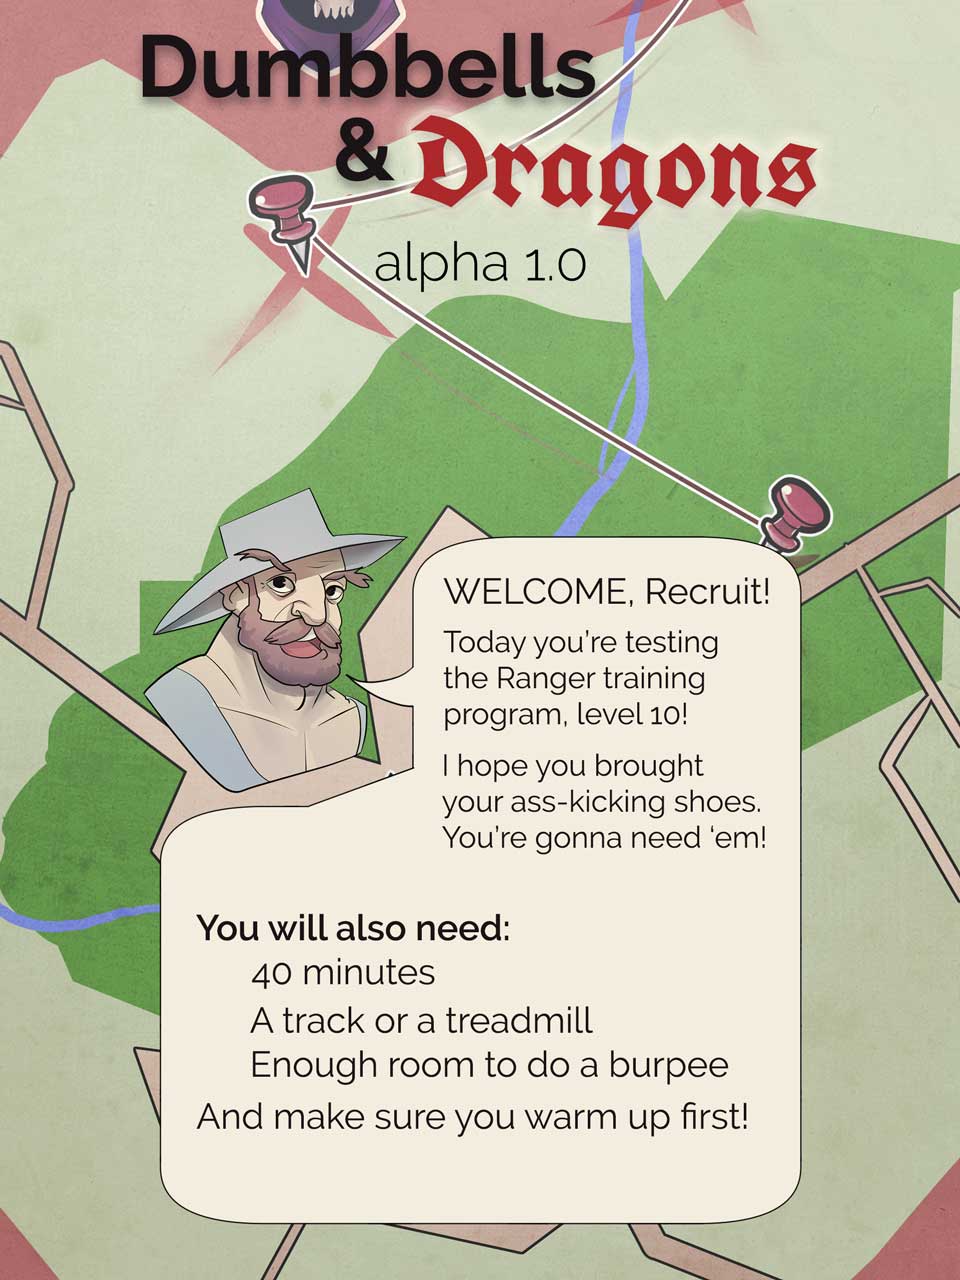 Dumbbells
& Dragons
alpha 1.0
WELCOME, Recruit!
Today you're testing
the Ranger training
program, level 10!
I hope you brought
your ass-kicking shoes.
You're gonna need ‘em!
You will also need:
40 minutes
A track or a treadmill
Enough room to do a burpee
And make sure you warm up first!